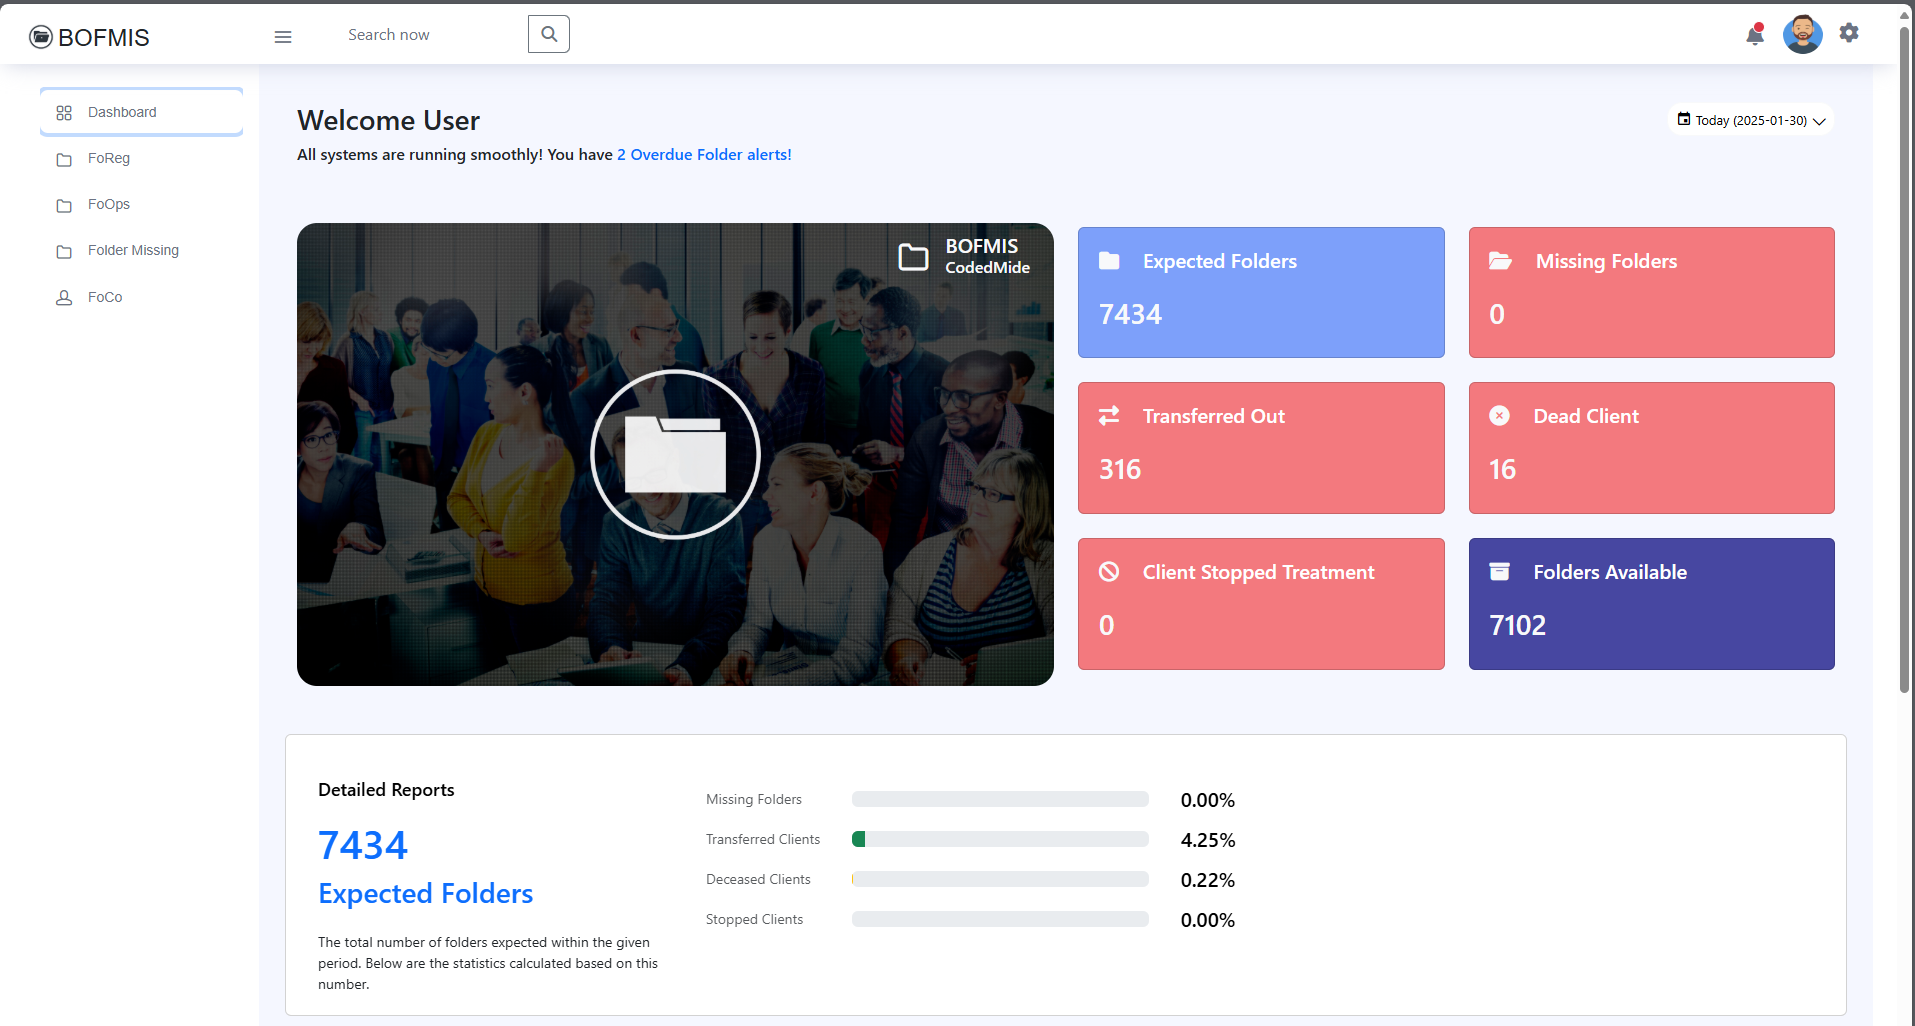 BOFMIS
Search now
Dashboard
FoReg
FoOps
Folder Missing
FoCo
Welcome User
Today (2025-01-30)
All systems are running smoothly! You have 2 Overdue Folder alerts!
BOFMIS
CodedMide
Expected Folders
7434
Missing Folders
0
Transferred Out
316
Dead Client
16
Client Stopped Treatment
0
Folders Available
7102
Detailed Reports
7434
Expected Folders
The total number of folders expected within the given
period. Below are the statistics calculated based on this
number.
Missing Folders 0.00%
Transferred Clients 4.25%
Deceased Clients 0.22%
Stopped Clients 0.00%